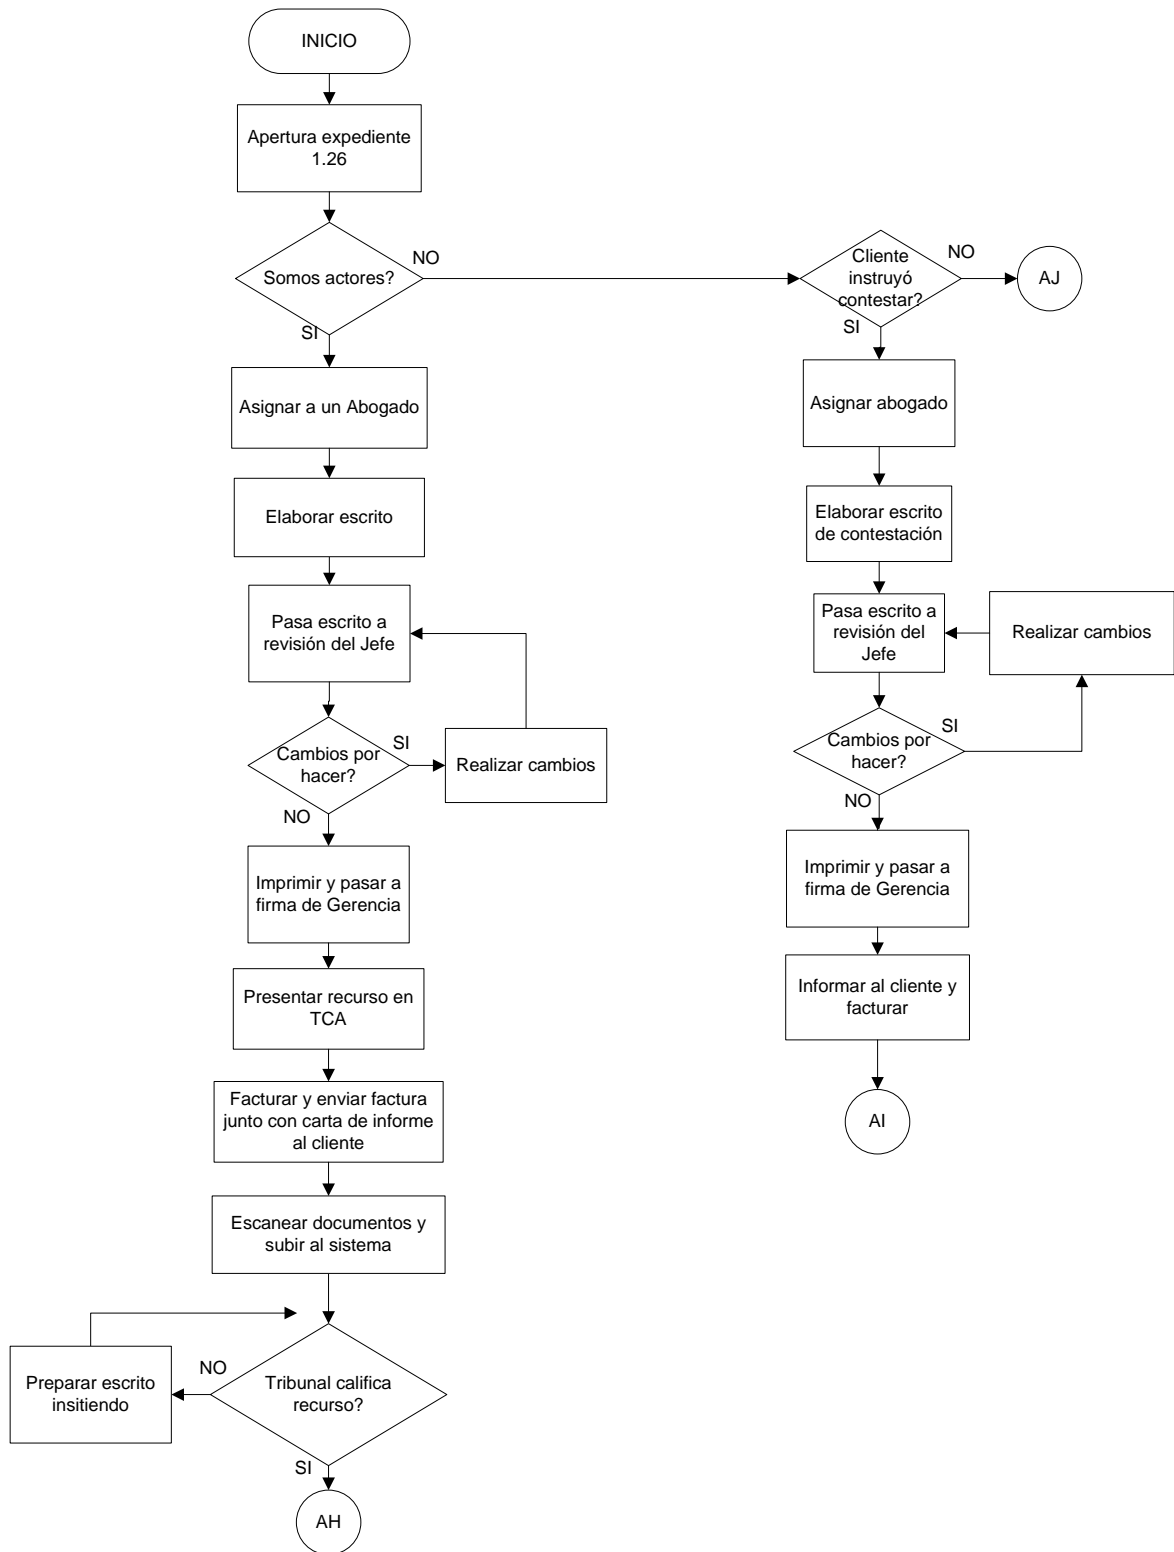 INICIO
Apertura expediente
1.26
Somos actores?
NO
SI
Cliente
instruyó
contestar?
NO
AJ
SI
Asignar a un Abogado
Asignar abogado
Elaborar escrito
Elaborar escrito
de contestación
Pasa escrito a
revisión del Jefe
Pasa escrito a
revisión del
Jefe
Realizar cambios
Cambios por
hacer?
SI
Realizar cambios
NO
Cambios por
hacer?
SI
NO
Imprimir y pasar a
firma de Gerencia
Imprimir y pasar a
firma de Gerencia
Presentar recurso en
TCA
Informar al cliente y
facturar
Facturar y enviar factura
junto con carta de informe
al cliente
AI
Escanear documentos y
subir al sistema
Preparar escrito
insitiendo
NO
Tribunal califica
recurso?
SI
AH